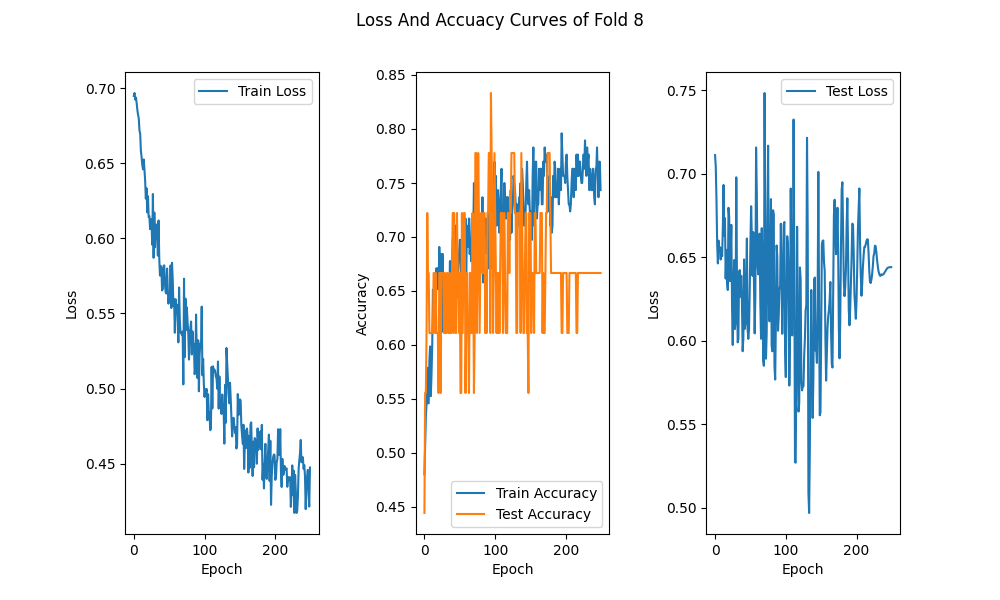 Loss And Accuacy Curves of Fold 8
Train Loss
0.70
0.65
0.60
0.55
0.50
0.45
Loss
0 100 200
Epoch
0.85
0.80
0.75
0.70
0.65
0.60
0.55
0.50
0.45
Accuracy
Train Accuracy
Test Accuracy
0 100 200
Epoch
Test Loss
0.75
0.70
0.65
0.60
0.55
0.50
Loss
0 100 200
Epoch